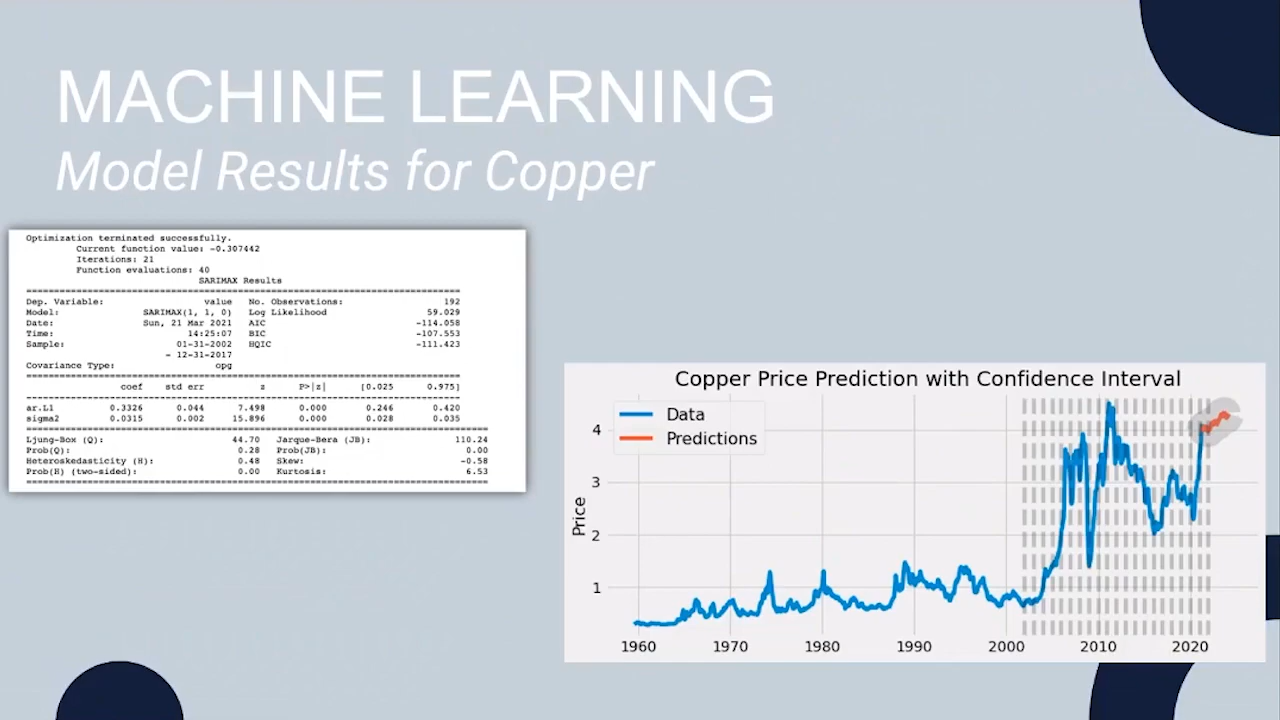 MACHINE LEARNING
Model Results for Copper
Optimization terminated successfully.
Current function value: -0.307442
Iterations: 21
Function evaluations: 40
SARIMAX Results
Dep. Variable: value No. Observations: 192
Model: SARIMAX(1, 1, 0) Log Likelihood 59.029
Date: Sun, 21 Mar 2021 AIC -114.058
Time: 14:25:07 BIC -107.553
Sample: 01-31-2002 HQIC -111.423
- 12-31-2017
Covariance Type: opg
coef std err z P>|z| [0.025 0.975]
ar.L1 0.3326 0.044 7.498 0.000 0.246 0.420
sigma2 0.0315 0.002 15.896 0.000 0.028 0.035
Ljung-Box (Q): 44.70 Jarque-Bera (JB): 110.24
Prob(Q): 0.28 Prob(JB): 0.00
Heteroskedasticity (H): 0.48 Skew: -0.58
Prob(H) (two-sided): 0.00 Kurtosis: 6.53
Copper Price Prediction with Confidence Interval
Data
Predictions
Price
4
3
2
1
1960 1970 1980 1990 2000 2010 2020